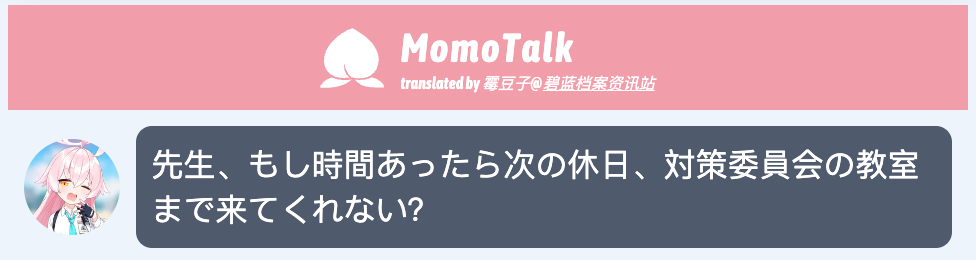 MomoTalk
translated by 霉豆子@碧蓝档案资讯站
先生、もし時間あったら次の休日、対策委員会の教室
まで来てくれない?